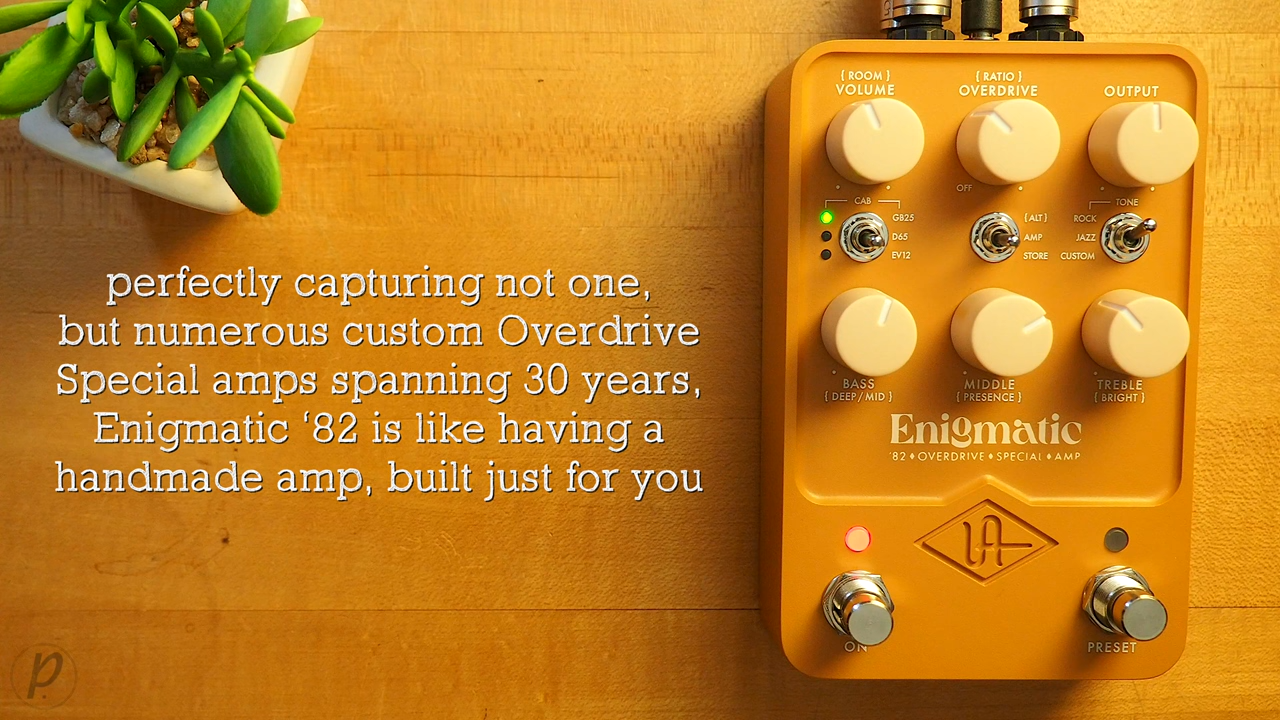 perfectly capturing not one,
but numerous custom Overdrive
Special amps spanning 30 years,
Enigmatic ‘82 is like having a
handmade amp, built just for you
{ ROOM } { RATIO }
VOLUME OVERDRIVE OUTPUT
OFF
CAB TONE
GB25 { ALT } ROCK
D65 AMP JAZZ
EV12 STORE CUSTOM
BASS MIDDLE TREBLE
{ DEEP / MID } { PRESENCE } { BRIGHT }
Enigmatic
'82 ♦ OVERDRIVE ♦ SPECIAL ♦ AMP
UA
ON PRESET
p.